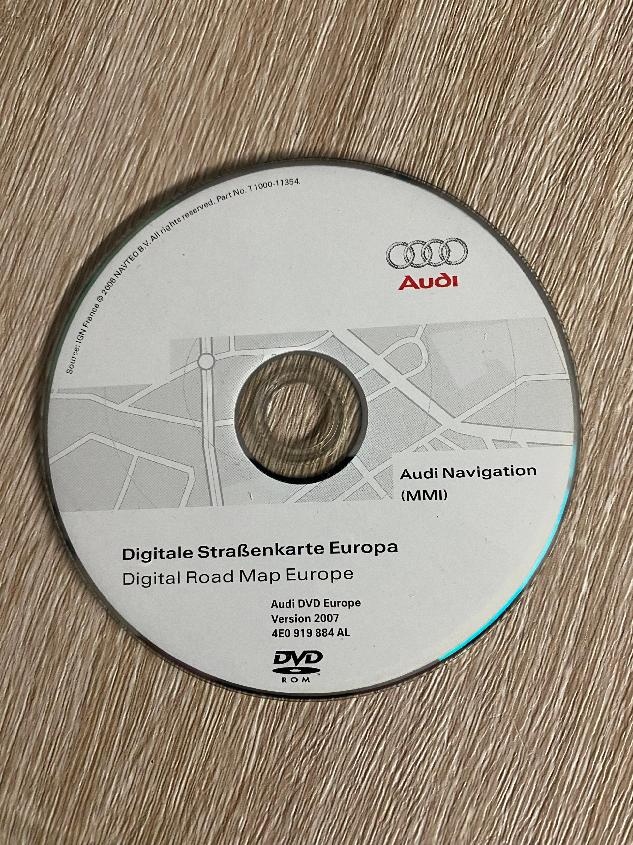 Source: IGN France © 2006 NAVTEQ B.V. All rights reserved. Part No. T1000-11354.
Audi
Audi Navigation
(MMI)
Digitale Straßenkarte Europa
Digital Road Map Europe
Audi DVD Europe
Version 2007
4E0 919 884 AL
DVD
ROM